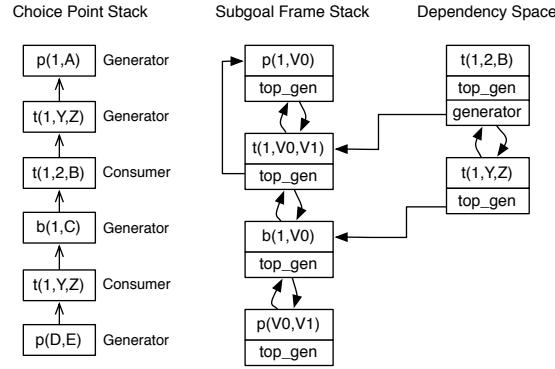 Choice Point Stack
p(1,A) Generator
t(1,Y,Z) Generator
t(1,2,B) Consumer
b(1,C) Generator
t(1,Y,Z) Consumer
p(D,E) Generator
Subgoal Frame Stack
p(1,V0)
top_gen
t(1,V0,V1)
top_gen
b(1,V0)
top_gen
p(V0,V1)
top_gen
Dependency Space
t(1,2,B)
top_gen
generator
t(1,Y,Z)
top_gen